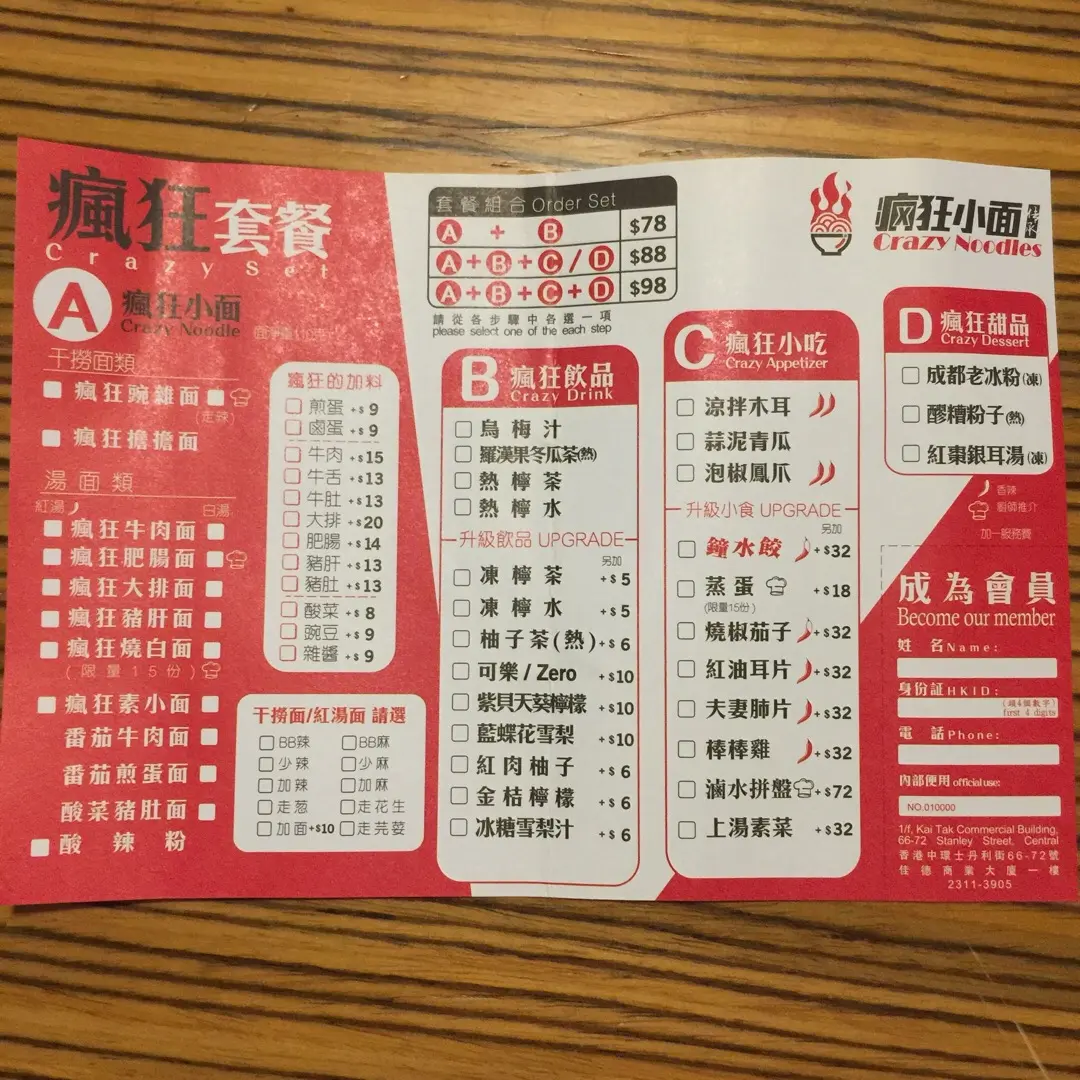 瘋狂套餐
Crazy Set
A 瘋狂小面
Crazy Noodle
干撈面類
瘋狂豌雜面
(走辣)
瘋狂擔擔面
湯面類
紅湯 白湯
瘋狂牛肉面
瘋狂肥腸面
瘋狂大排面
瘋狂豬肝面
瘋狂燒白面
(限量15份)
瘋狂素小面
番茄牛肉面
番茄煎蛋面
酸菜豬肚面
酸辣粉
瘋狂的加料
煎蛋 +$9
鹵蛋 +$9
牛肉 +$15
牛舌 +$13
牛肚 +$13
大排 +$20
肥腸 +$14
豬肝 +$13
豬肚 +$13
酸菜 +$8
豌豆 +$9
雜醬 +$9
干撈面/紅湯面 請選
BB辣 BB麻
少辣 少麻
加辣 加麻
走葱 走花生
加面+$10 走芫荽
套餐組合 Order Set
A + B $78
A+B+C/D $88
A+B+C+D $98
請從各步驟中各選一項
please select one of the each step
B 瘋狂飲品
Crazy Drink
烏梅汁
羅漢果冬瓜茶(熱)
熱檸茶
熱檸水
升級飲品 UPGRADE
另加
凍檸茶 +$5
凍檸水 +$5
柚子茶(熱) +$6
可樂/Zero +$10
紫貝天葵檸檬 +$10
藍蝶花雪梨 +$10
紅肉柚子 +$6
金桔檸檬 +$6
冰糖雪梨汁 +$6
C 瘋狂小吃
Crazy Appetizer
涼拌木耳
蒜泥青瓜
泡椒鳳爪
升級小食 UPGRADE
另加
鐘水餃 +$32
蒸蛋 +$18
(限量15份)
燒椒茄子 +$32
紅油耳片 +$32
夫妻肺片 +$32
棒棒雞 +$32
滷水拼盤 +$72
上湯素菜 +$32
瘋狂小面
Crazy Noodles
D 瘋狂甜品
Crazy Dessert
成都老冰粉(凍)
醪糟粉子(熱)
紅棗銀耳湯(凍)
香辣
廚師推介
加一服務費
成為會員
Become our member
姓名Name:
身份証HKID:
(頭4個數字)
first 4 digits
電話Phone:
內部使用 official use:
NO.010000
1/f, Kai Tak Commercial Building,
66-72 Stanley Street, Central
香港中環士丹利街66-72號
佳德商業大廈一樓
2311-3905